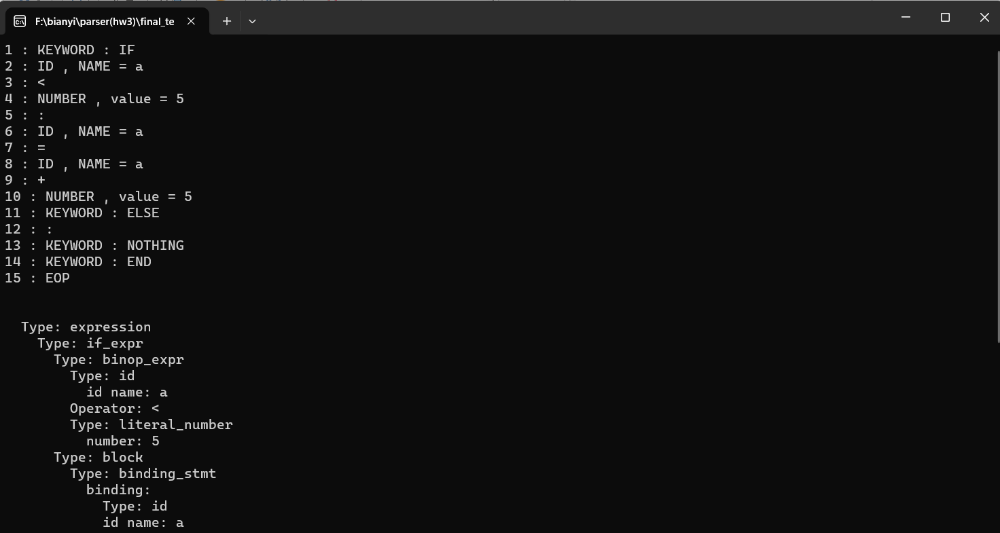 F:\bianyi\parser(hw3)\final_te
1 : KEYWORD : IF
2 : ID , NAME = a
3 : <
4 : NUMBER , value = 5
5 : :
6 : ID , NAME = a
7 : =
8 : ID , NAME = a
9 : +
10 : NUMBER , value = 5
11 : KEYWORD : ELSE
12 : :
13 : KEYWORD : NOTHING
14 : KEYWORD : END
15 : EOP
Type: expression
Type: if_expr
Type: binop_expr
Type: id
id name: a
Operator: <
Type: literal_number
number: 5
Type: block
Type: binding_stmt
binding:
Type: id
id name: a